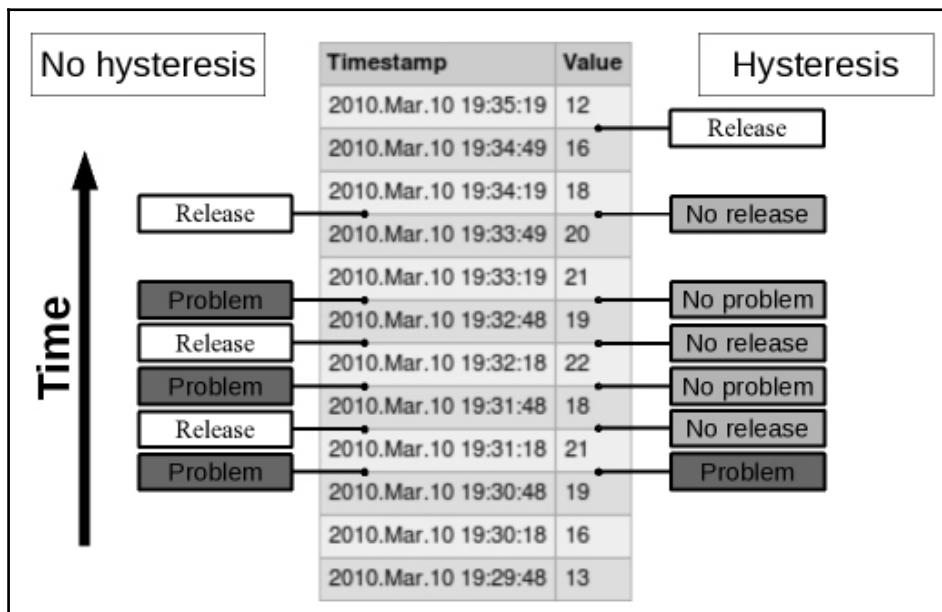 No hysteresis
Hysteresis
Timestamp Value
2010.Mar.10 19:35:19 12
Release
2010.Mar.10 19:34:49 16
2010.Mar.10 19:34:19 18
Release No release
2010.Mar.10 19:33:49 20
2010.Mar.10 19:33:19 21
Problem No problem
2010.Mar.10 19:32:48 19
Release No release
2010.Mar.10 19:32:18 22
Problem No problem
2010.Mar.10 19:31:48 18
Release No release
2010.Mar.10 19:31:18 21
Problem Problem
2010.Mar.10 19:30:48 19
2010.Mar.10 19:30:18 16
2010.Mar.10 19:29:48 13
Time